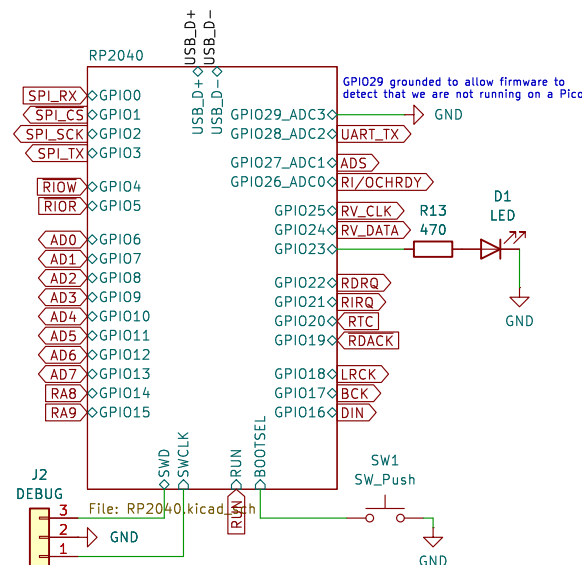 USB_D+
USB_D-
RP2040
USB_D+
USB_D-
GPIO29 grounded to allow firmware to
detect that we are not running on a Pico
SPI_RX GPIO0
SPI_CS GPIO1 GPIO29_ADC3 GND
SPI_SCK GPIO2 GPIO28_ADC2 UART_TX
SPI_TX GPIO3
GPIO27_ADC1 ADS
RIOW GPIO4 GPIO26_ADC0 RI/OCHRDY
RIOR GPIO5 GPIO25 RV_CLK R13 D1
LED
GPIO24 RV_DATA 470
AD0 GPIO6 GPIO23
AD1 GPIO7
AD2 GPIO8 GPIO22 RDRQ
AD3 GPIO9 GPIO21 RIRQ
AD4 GPIO10 GPIO20 RTC GND
AD5 GPIO11 GPIO19 RDACK
AD6 GPIO12
AD7 GPIO13 GPIO18 LRCK
RA8 GPIO14 GPIO17 BCK
RA9 GPIO15 GPIO16 DIN
SWD
SWCLK
RUN
BOOTSEL
J2
DEBUG
SW1
SW_Push
File: RP2040.kicad_sch
RUN
3
2 GND
1
GND